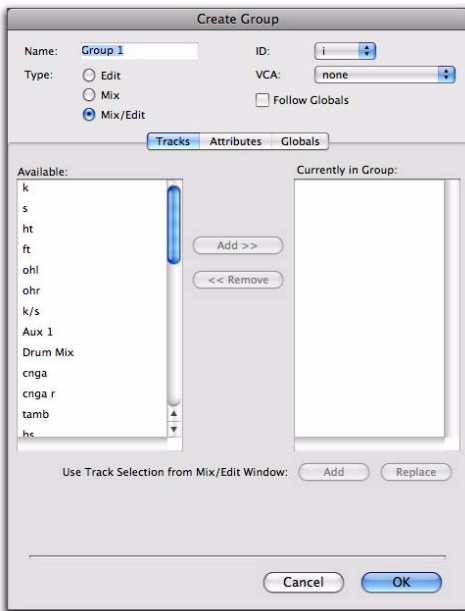 Create Group
Name: Group 1 ID: i
Type: Edit VCA: none
Mix Follow Globals
Mix/Edit
Tracks Attributes Globals
Available: Currently in Group:
k
s
ht
ft
ohl
ohr
k/s
Aux 1
Drum Mix
cnga
cnga r
tamb
Add >>
<< Remove
Use Track Selection from Mix/Edit Window: Add Replace
Cancel OK